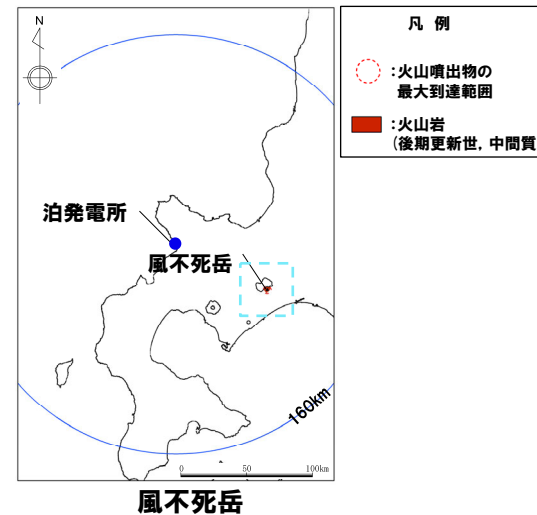 N
凡 例
:火山噴出物の
最大到達範囲
:火山岩
(後期更新世, 中間質
泊発電所
風不死岳
160km
0 50 100km
風不死岳